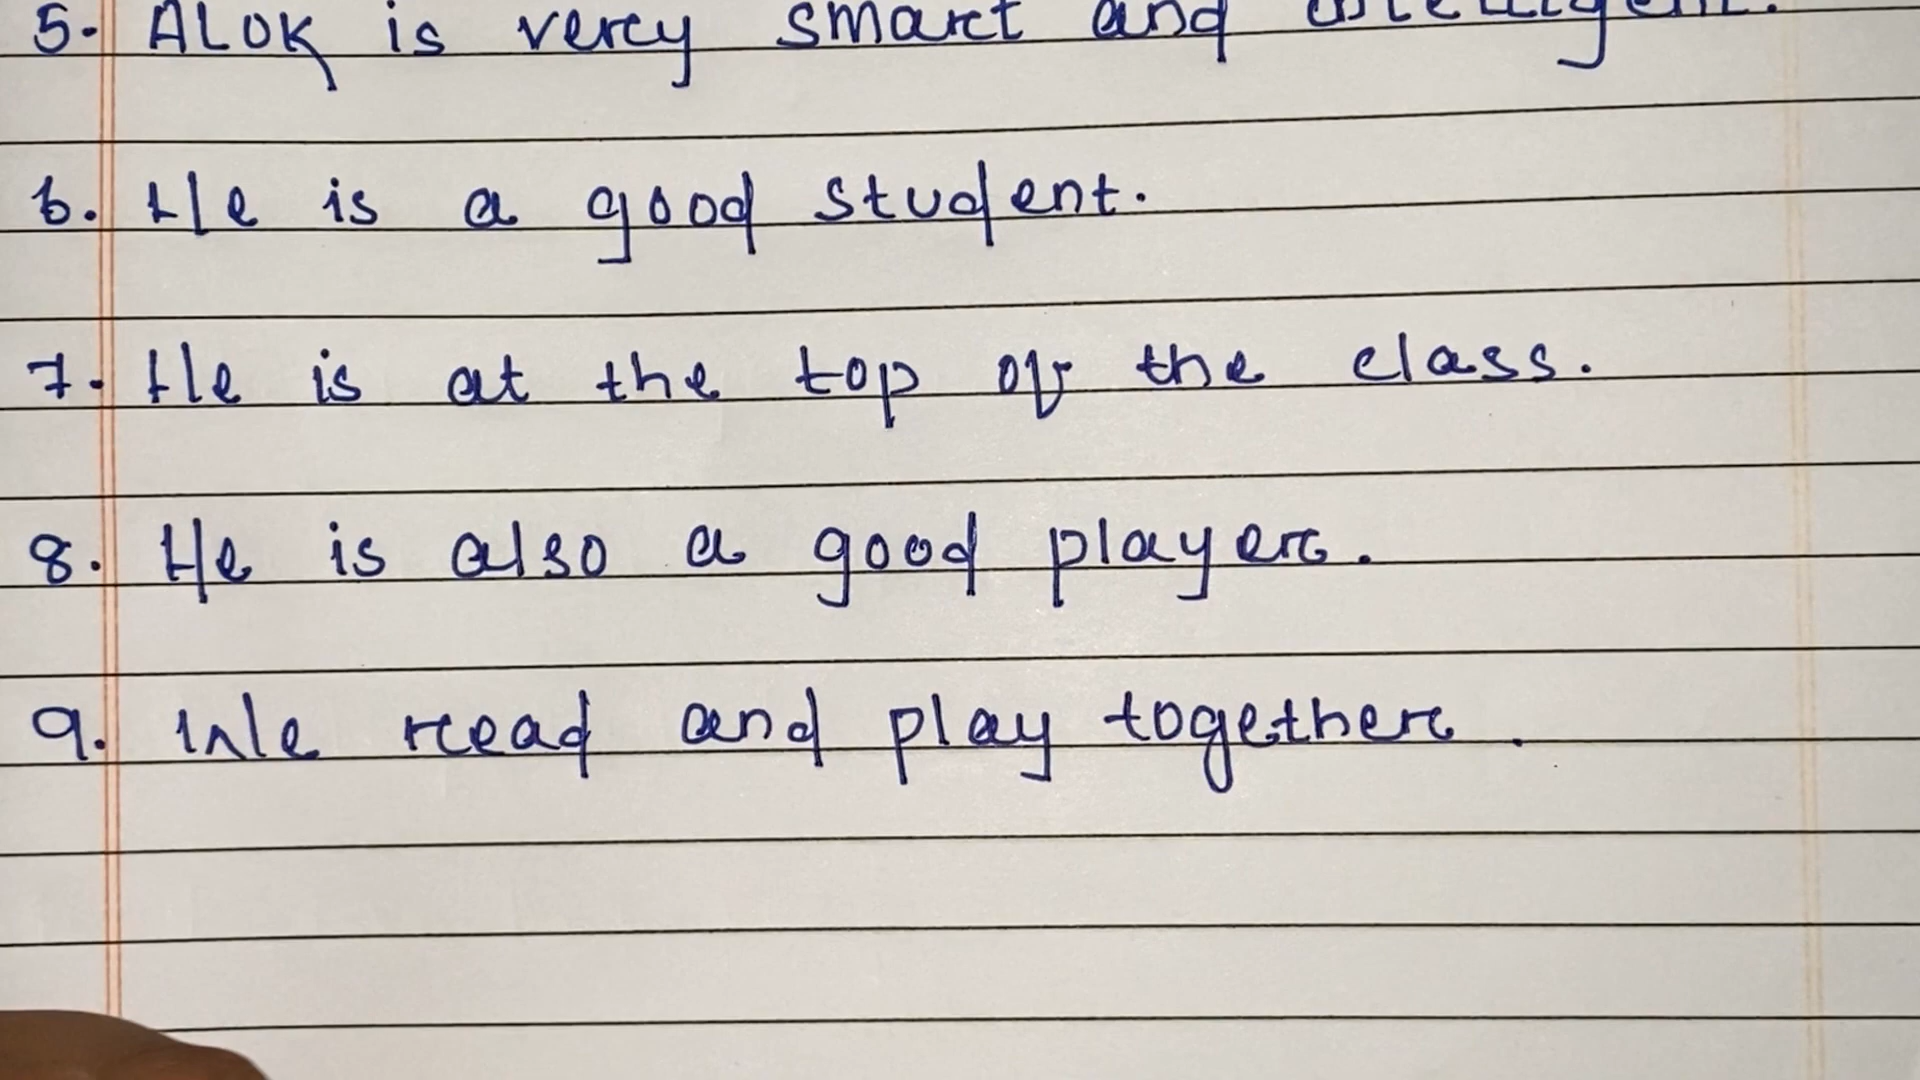 5. Alok is very smart and intelligent.
6. He is a good student.
7. He is at the top of the class.
8. He is also a good player.
9. We read and play together.